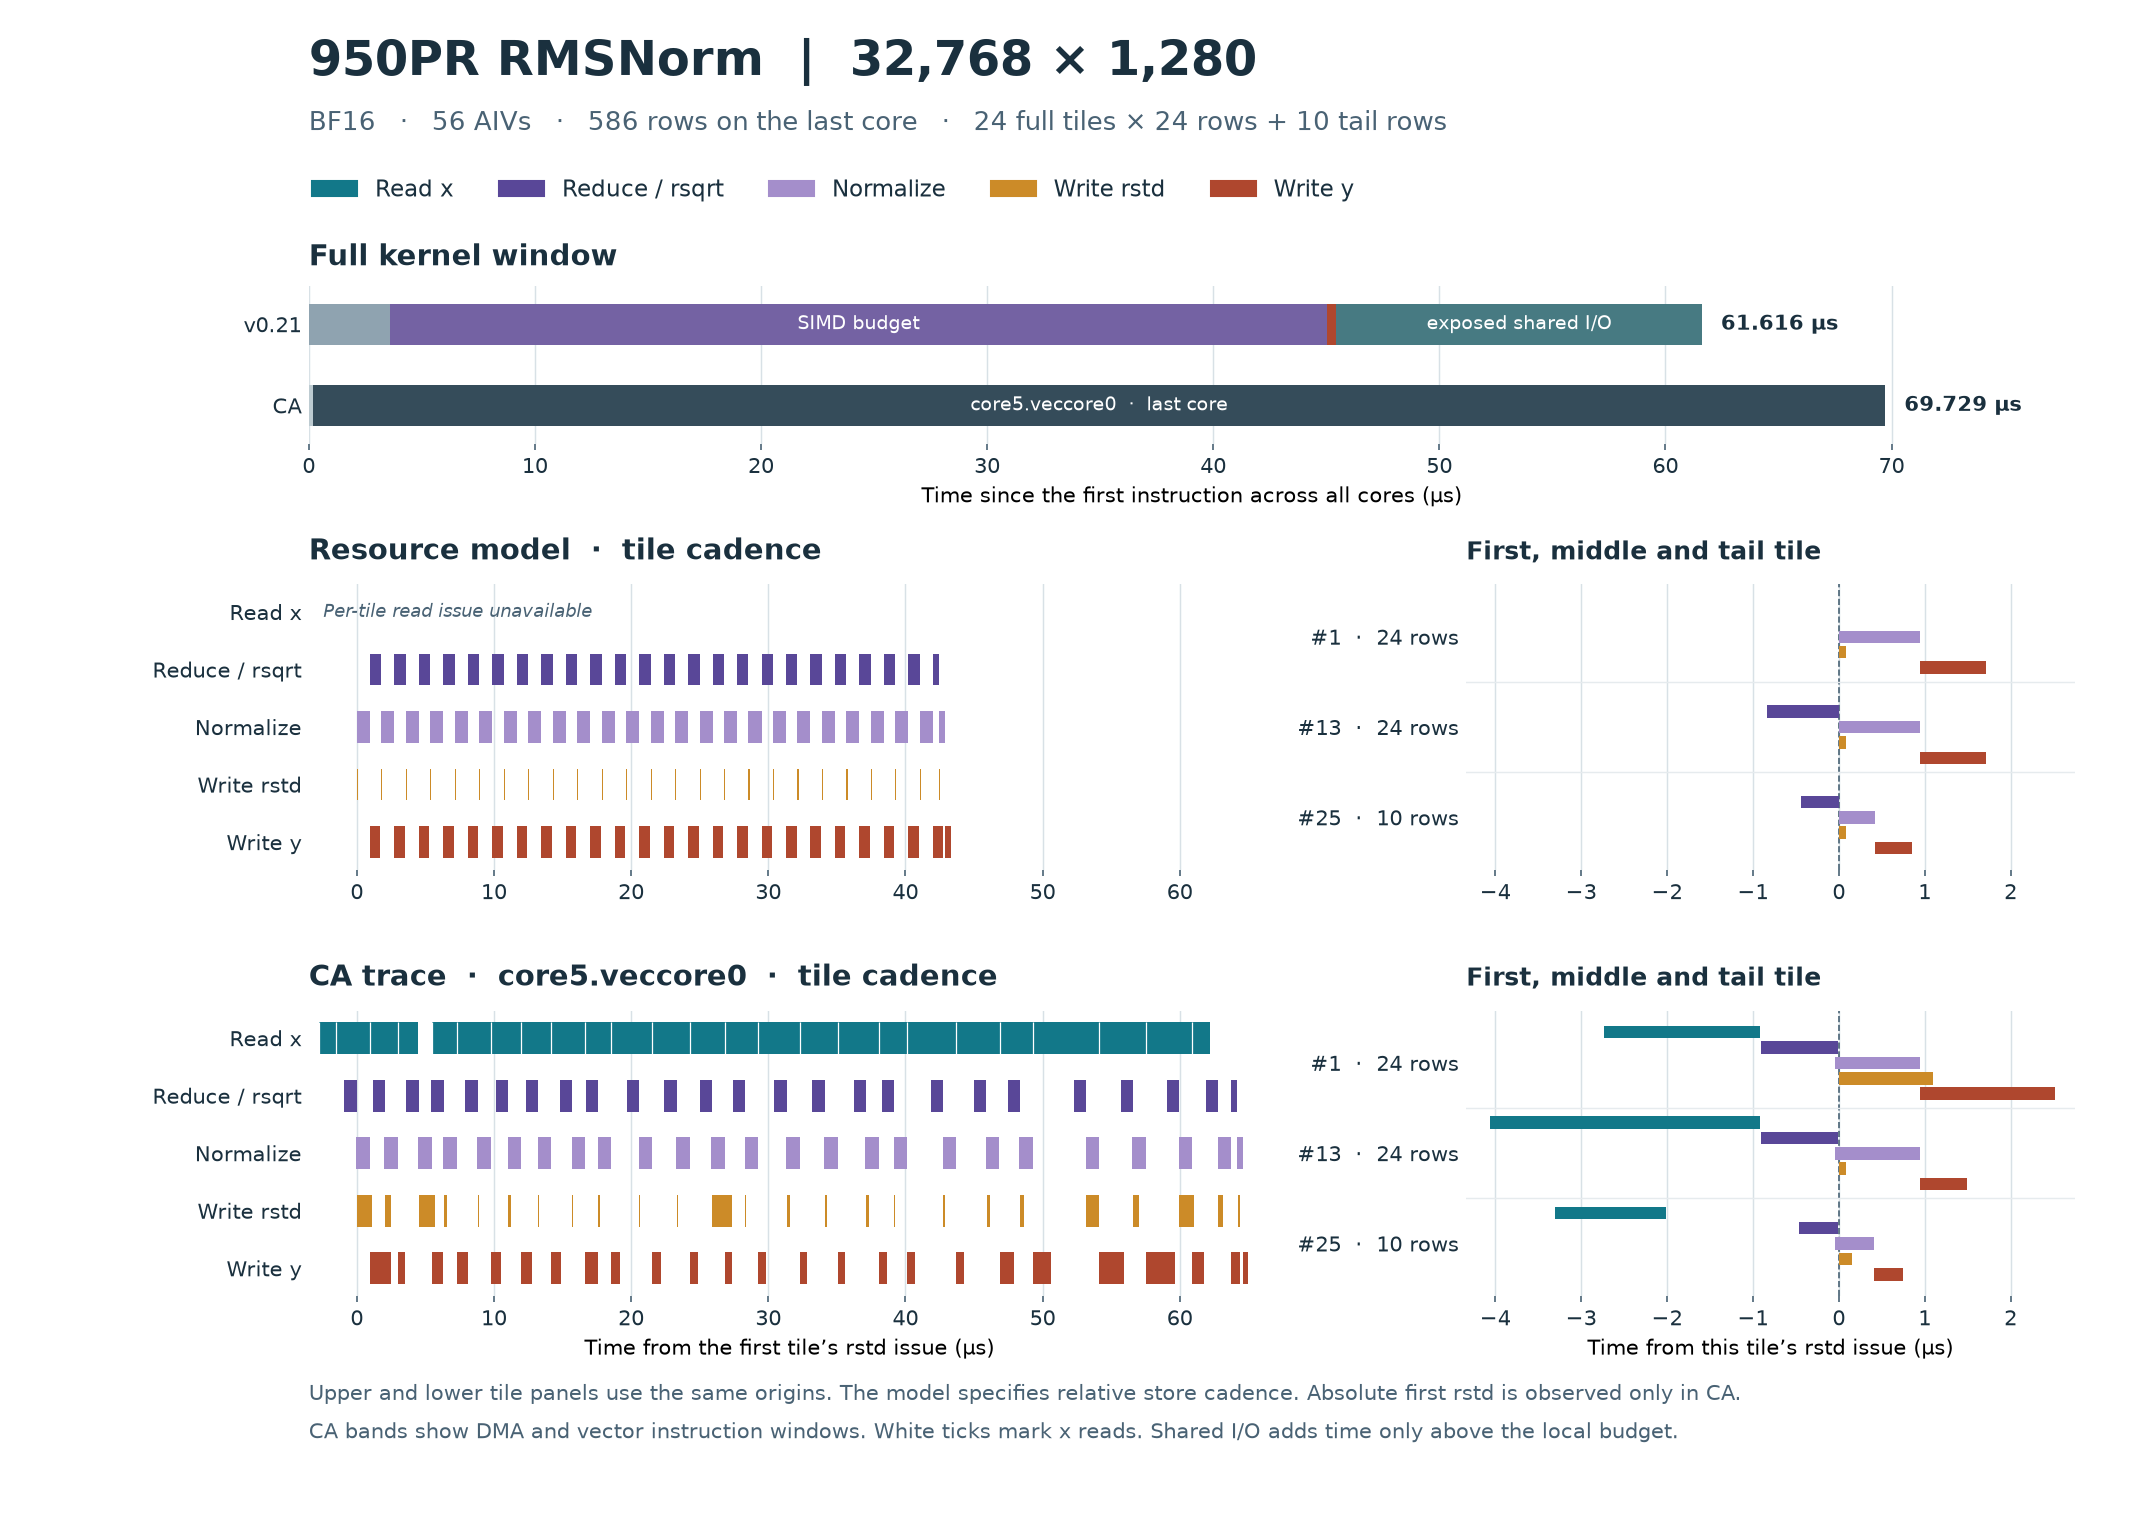 950PR RMSNorm | 32,768 × 1,280
BF16 · 56 AIVs · 586 rows on the last core · 24 full tiles × 24 rows + 10 tail rows
Read x Reduce / rsqrt Normalize Write rstd Write y
Full kernel window
v0.21 SIMD budget exposed shared I/O 61.616 µs
CA core5.veccore0 · last core 69.729 µs
0 10 20 30 40 50 60 70
Time since the first instruction across all cores (µs)
Resource model · tile cadence
Read x Per-tile read issue unavailable
Reduce / rsqrt
Normalize
Write rstd
Write y
0 10 20 30 40 50 60
First, middle and tail tile
#1 · 24 rows
#13 · 24 rows
#25 · 10 rows
−4 −3 −2 −1 0 1 2
CA trace · core5.veccore0 · tile cadence
Read x
Reduce / rsqrt
Normalize
Write rstd
Write y
0 10 20 30 40 50 60
Time from the first tile’s rstd issue (µs)
First, middle and tail tile
#1 · 24 rows
#13 · 24 rows
#25 · 10 rows
−4 −3 −2 −1 0 1 2
Time from this tile’s rstd issue (µs)
Upper and lower tile panels use the same origins. The model specifies relative store cadence. Absolute first rstd is observed only in CA.
CA bands show DMA and vector instruction windows. White ticks mark x reads. Shared I/O adds time only above the local budget.